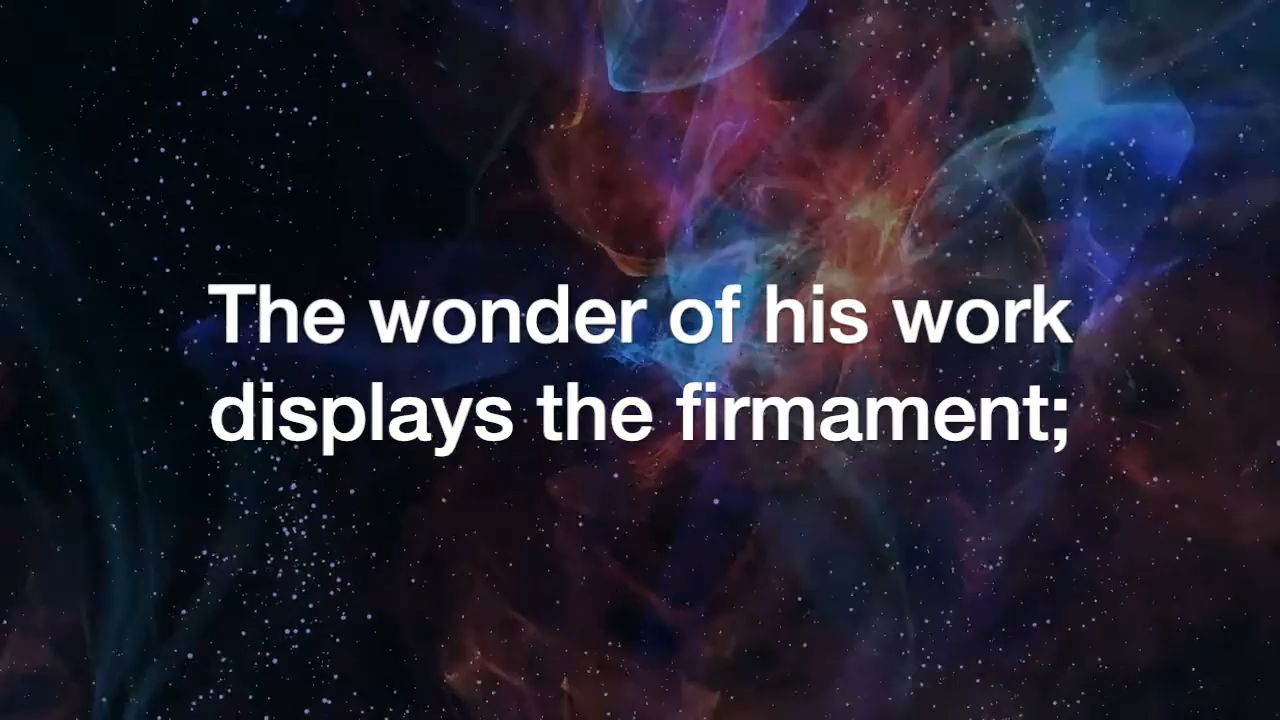 The wonder of his work
displays the firmament;